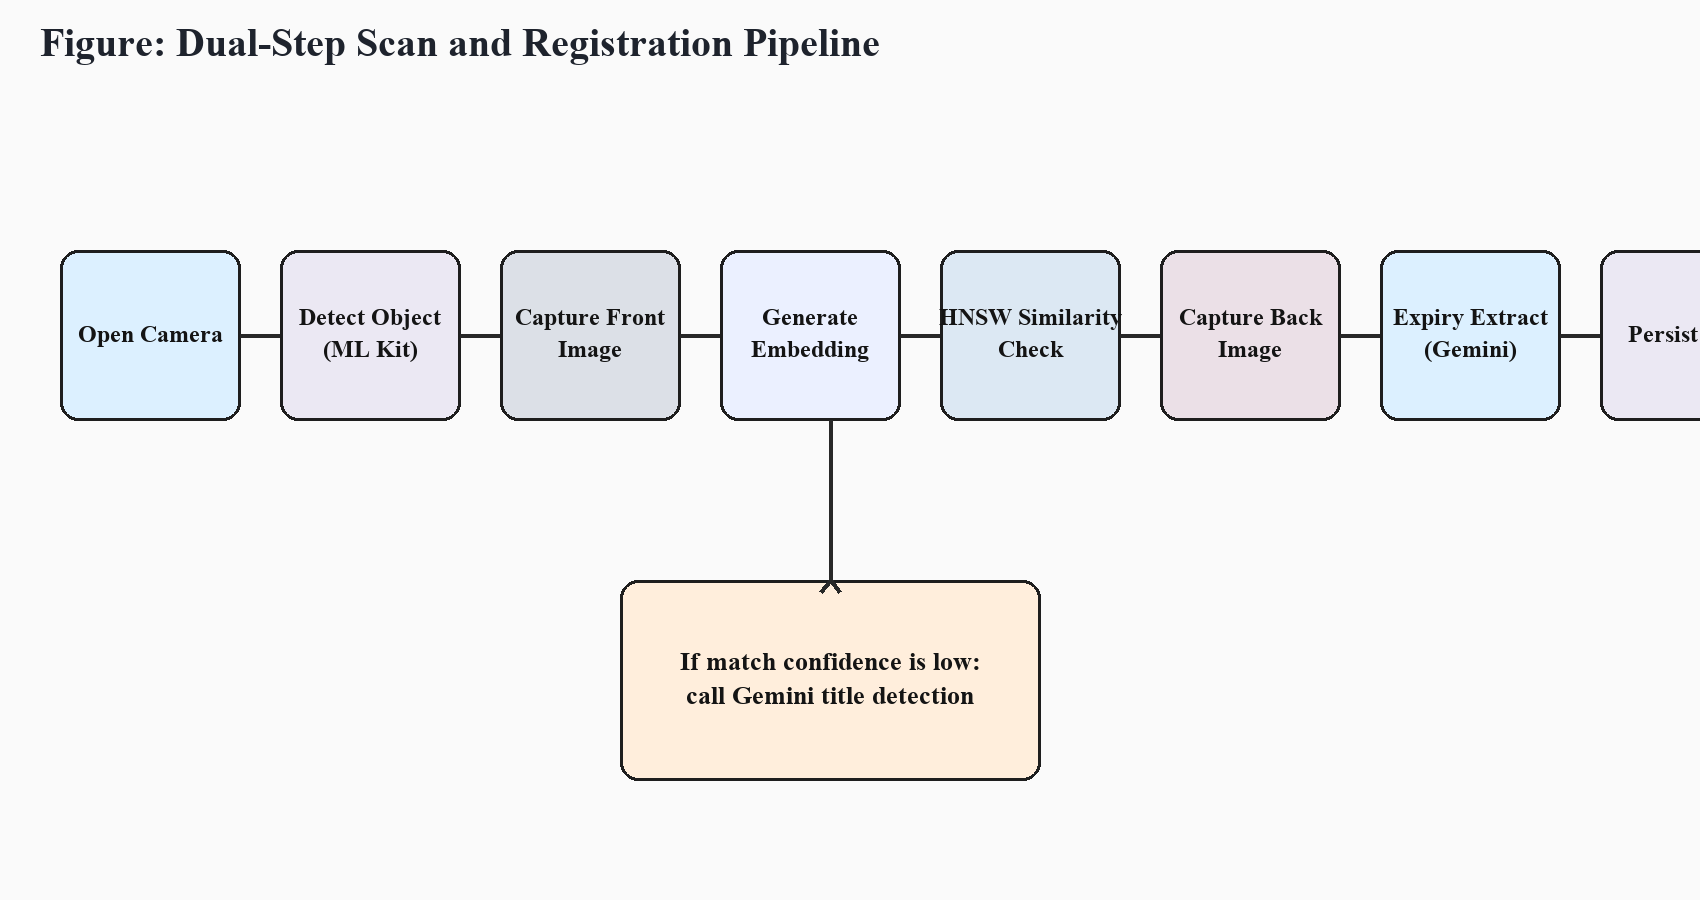 Figure: Dual-Step Scan and Registration Pipeline
Open Camera
Detect Object
(ML Kit)
Capture Front
Image
Generate
Embedding
HNSW Similarity
Check
Capture Back
Image
Expiry Extract
(Gemini)
Persist
If match confidence is low:
call Gemini title detection